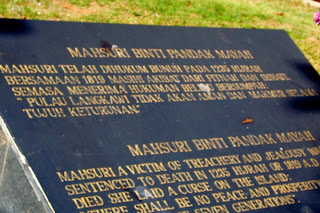 MAHSURI BINTI PANDAK MAYAH
MAHSURI TELAH DIHUKUM BUNUH PADA 1235 HIJRAH
BERSAMAAN 1819 MASIHI AKIBAT DARI FITNAH DAN KHIANAT.
SEMASA MENERIMA HUKUMAN BELIAU BERSUMPAH.
" PULAU LANGKAWI TIDAK AKAN AMAN DAN MAKMUR SELAMA
TUJUH KETURUNAN"
MAHSURI BINTI PANDAK MAYAH
MAHSURI A VICTIM OF TREACHERY AND JEALOUSY WAS
SENTENCED TO DEATH IN 1235 HIJRAH OR 1819 A.D.
DIED SHE LAID A CURSE ON THE ISLAND:
"THERE SHALL BE NO PEACE AND PROSPERITY
SEVEN GENERATIONS"